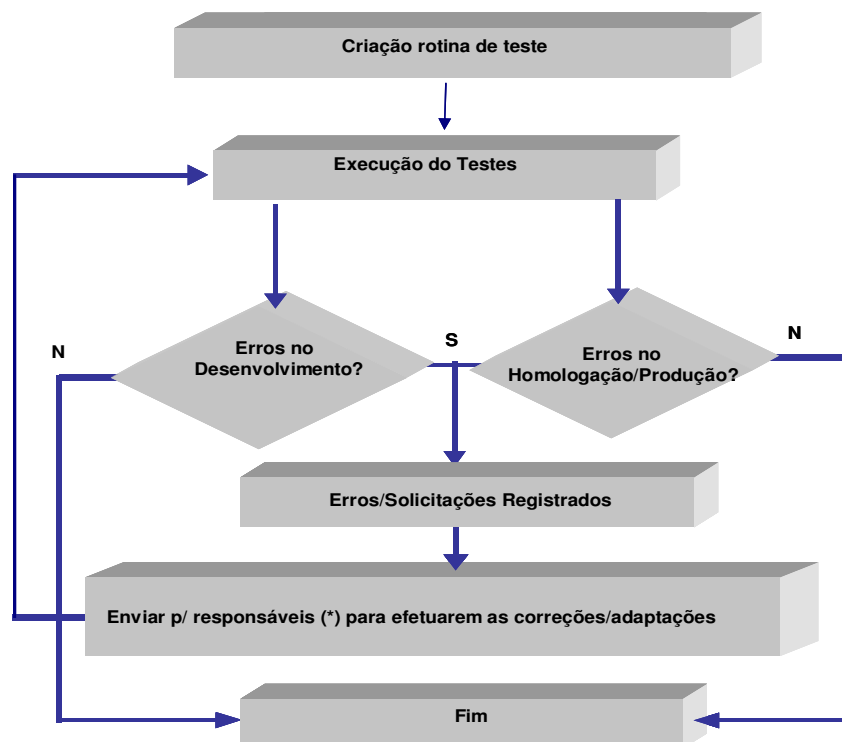 Criação rotina de teste
Execução do Testes
N
Erros no
Desenvolvimento?
S
Erros no
Homologação/Produção?
N
Erros/Solicitações Registrados
Enviar p/ responsáveis (*) para efetuarem as correções/adaptações
Fim